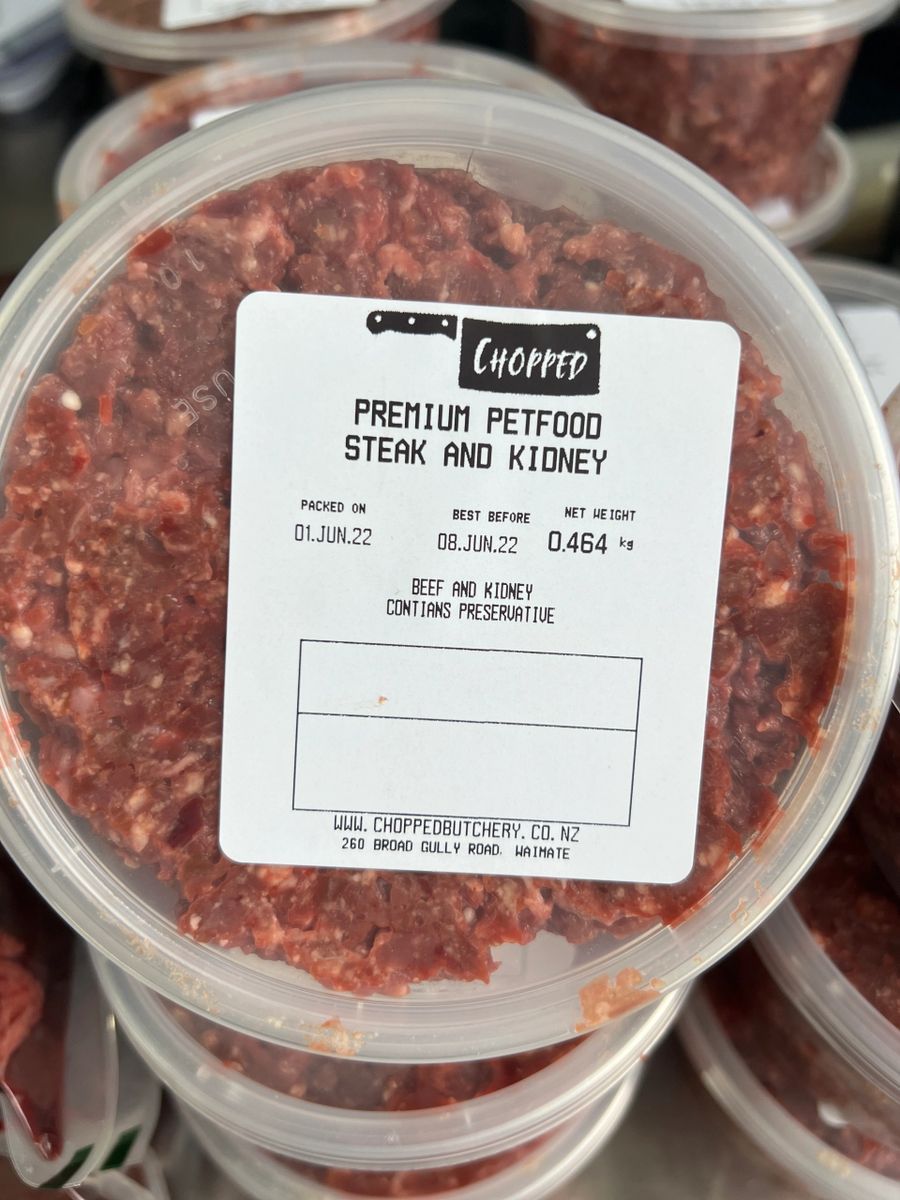 CHOPPED
PREMIUM PETFOOD
STEAK AND KIDNEY
PACKED ON BEST BEFORE NET WEIGHT
01.JUN.22 08.JUN.22 0.464 kg
BEEF AND KIDNEY
CONTIANS PRESERVATIVE
WWW.CHOPPEDBUTCHERY.CO.NZ
260 BROAD GULLY ROAD, WAIMATE
USE